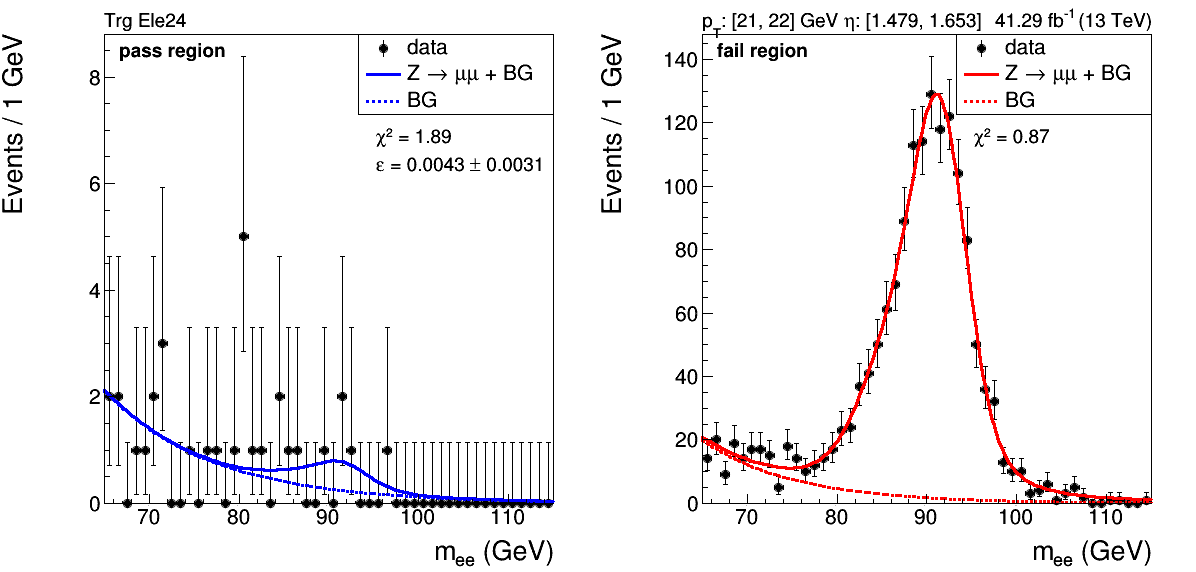 Trg Ele24
pass region
data
Z → μμ + BG
BG
χ² = 1.89
ε = 0.0043 ± 0.0031
Events / 1 GeV
8
6
4
2
0
70 80 90 100 110
m_ee (GeV)
p_T: [21, 22] GeV η: [1.479, 1.653] 41.29 fb⁻¹ (13 TeV)
fail region
data
Z → μμ + BG
BG
χ² = 0.87
Events / 1 GeV
140
120
100
80
60
40
20
0
70 80 90 100 110
m_ee (GeV)